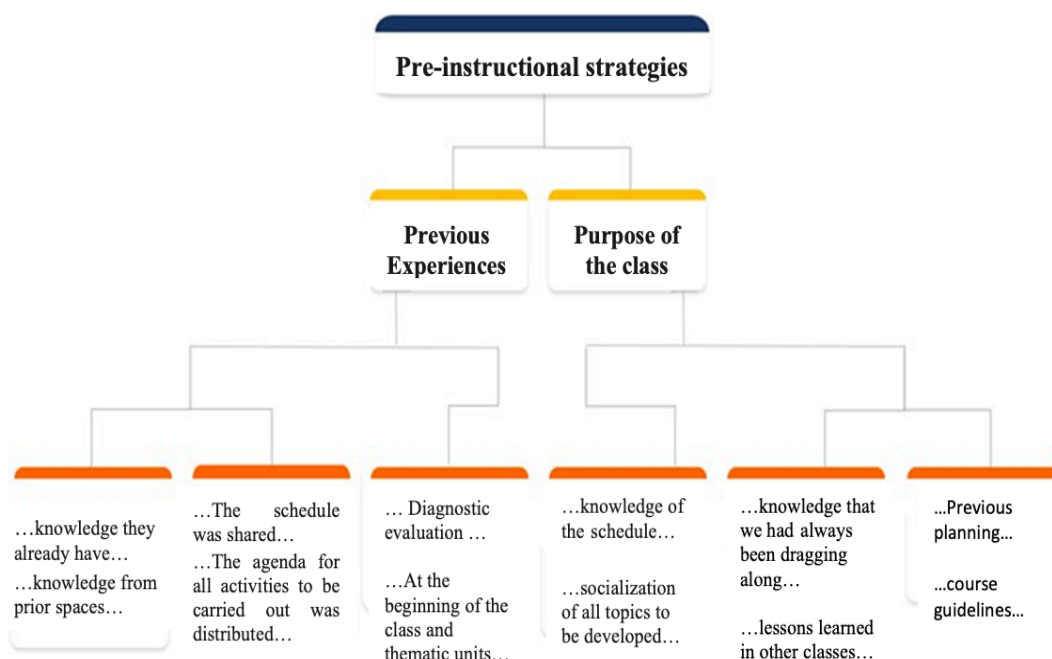 Pre-instructional strategies
Previous
Experiences
Purpose of
the class
…knowledge they
already have…
…knowledge from
prior spaces…
…The schedule
was shared…
…The agenda for
all activities to be
carried out was
distributed…
… Diagnostic
evaluation …
…At the
beginning of the
class and
thematic units…
…knowledge of
the schedule…
…socialization
of all topics to
be developed…
…knowledge that
we had always
been dragging
along…
…lessons learned
in other classes…
…Previous
planning…
…course
guidelines…